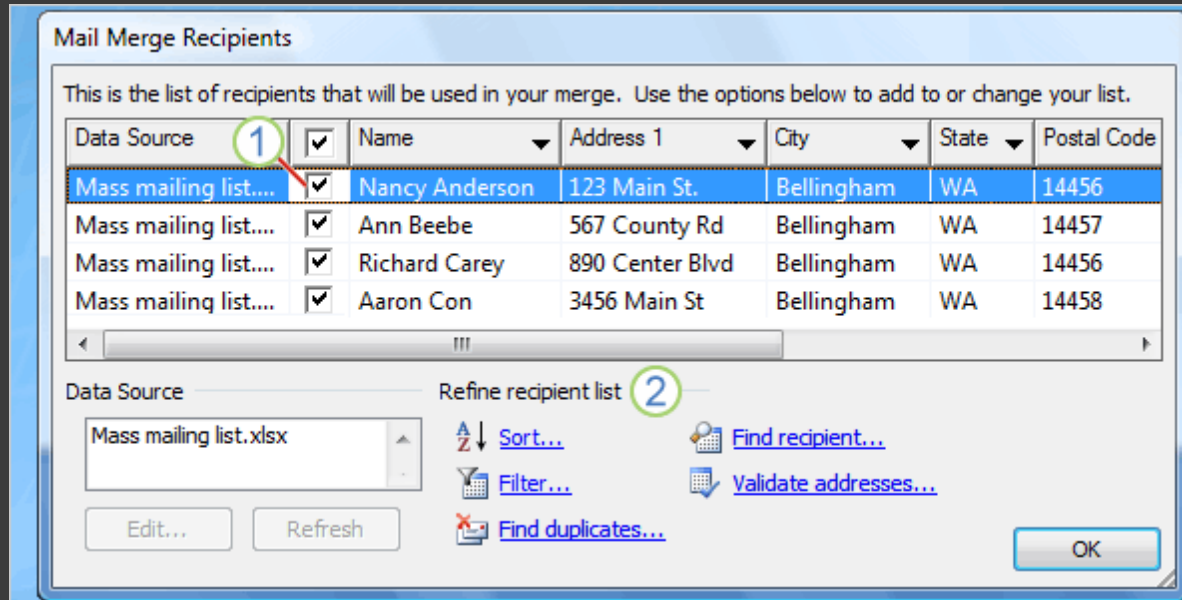 Mail Merge Recipients
This is the list of recipients that will be used in your merge. Use the options below to add to or change your list.
Data Source 1 Name Address 1 City State Postal Code
Mass mailing list.... Nancy Anderson 123 Main St. Bellingham WA 14456
Mass mailing list.... Ann Beebe 567 County Rd Bellingham WA 14457
Mass mailing list.... Richard Carey 890 Center Blvd Bellingham WA 14456
Mass mailing list.... Aaron Con 3456 Main St Bellingham WA 14458
Data Source Refine recipient list 2
Mass mailing list.xlsx Sort... Find recipient...
Filter... Validate addresses...
Edit... Refresh Find duplicates...
OK